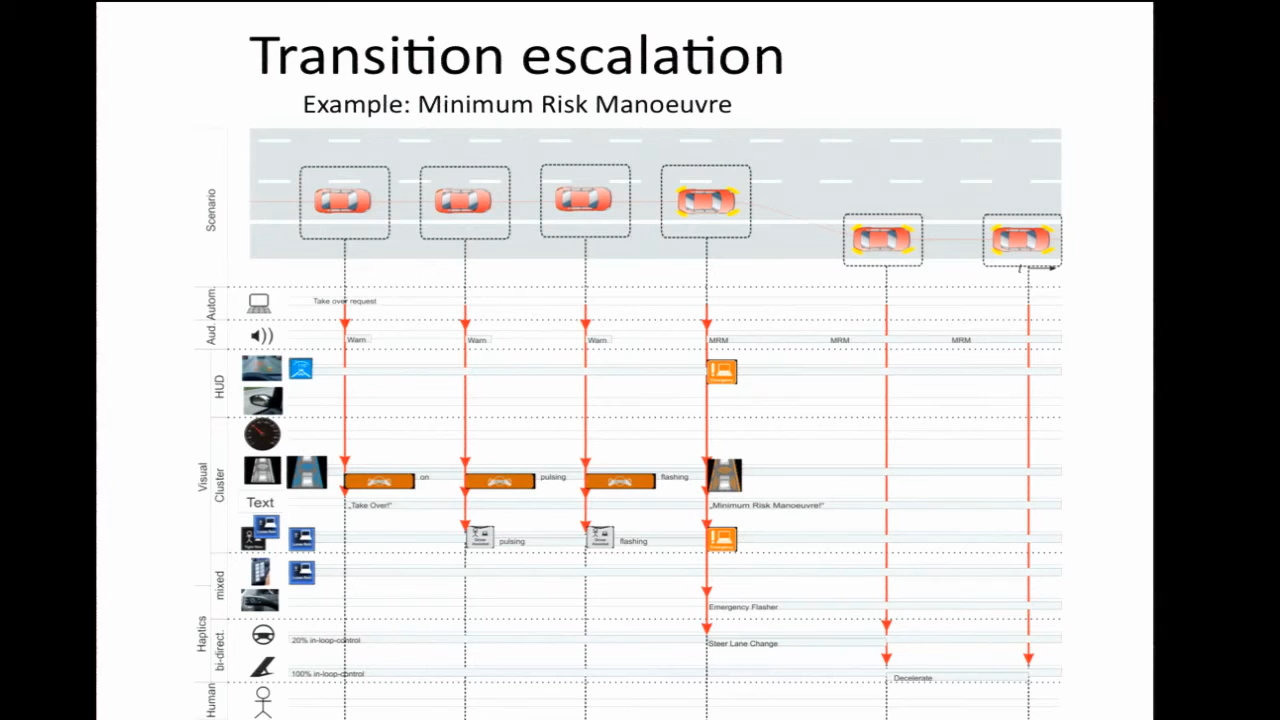 Transition escalation
Example: Minimum Risk Manoeuvre
Scenario
t
Autom.
Take over request
Aud.
Warn
Warn
Warn
MRM
MRM
MRM
HUD
Emergency
Visual
Cluster
on
pulsing
flashing
Text
„Take Over!"
„Minimum Risk Manoeuvre!"
pulsing
flashing
Emergency
mixed
Emergency Flasher
Haptics
bi-direct.
20% in-loop-control
Steer Lane Change
100% in-loop-control
Decelerate
Human